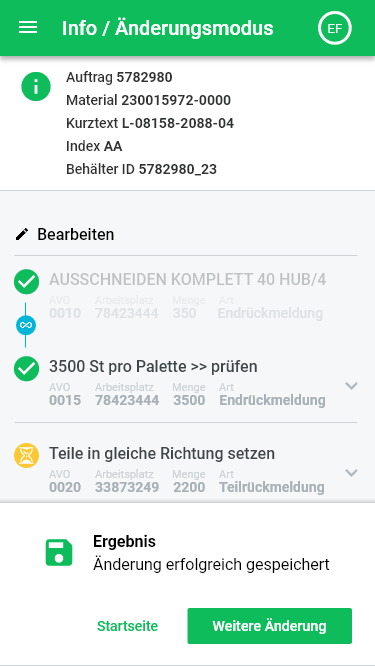 Info / Änderungsmodus
EF
Auftrag 5782980
Material 230015972-0000
Kurztext L-08158-2088-04
Index AA
Behälter ID 5782980_23
Bearbeiten
AUSSCHNEIDEN KOMPLETT 40 HUB/4
AVO Arbeitsplatz Menge Art
0010 78423444 350 Endrückmeldung
3500 St pro Palette >> prüfen
AVO Arbeitsplatz Menge Art
0015 78423444 3500 Endrückmeldung
Teile in gleiche Richtung setzen
AVO Arbeitsplatz Menge Art
0020 33873249 2200 Teilrückmeldung
Ergebnis
Änderung erfolgreich gespeichert
Startseite Weitere Änderung